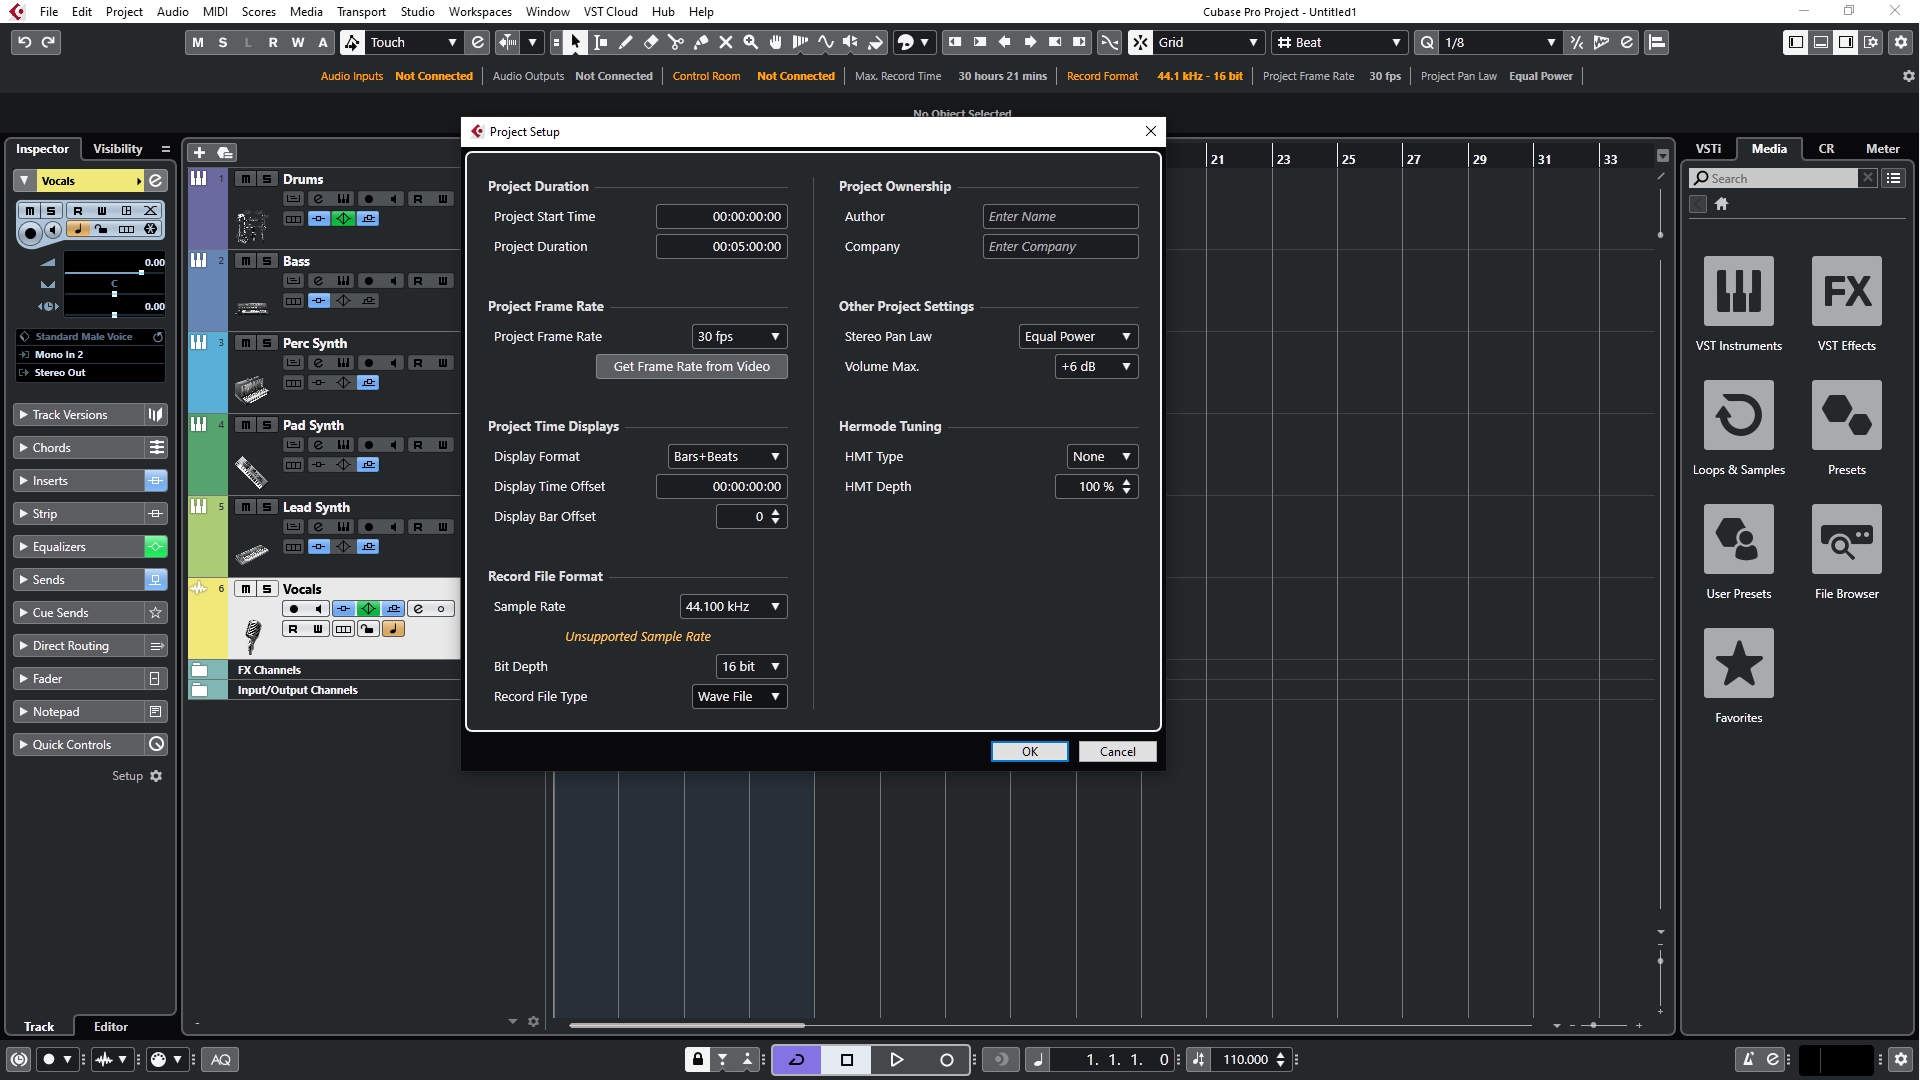 File Edit Project Audio MIDI Scores Media Transport Studio Workspaces Window VST Cloud Hub Help
Cubase Pro Project - Untitled1
M S L R W A Touch Grid Beat Q 1/8
Audio Inputs Not Connected Audio Outputs Not Connected Control Room Not Connected Max. Record Time 30 hours 21 mins Record Format 44.1 kHz - 16 bit Project Frame Rate 30 fps Project Pan Law Equal Power
No Object Selected
Inspector Visibility
Vocals
M S R W
0.00
C
0.00
Standard Male Voice
Mono In 2
Stereo Out
Track Versions
Chords
Inserts
Strip
Equalizers
Sends
Cue Sends
Direct Routing
Fader
Notepad
Quick Controls
Setup
Track Editor
1 m S Drums
R W
2 m S Bass
R W
3 m S Perc Synth
R W
4 m S Pad Synth
R W
5 m S Lead Synth
R W
6 m S Vocals
R W
FX Channels
Input/Output Channels
Project Setup
Project Duration
Project Start Time 00:00:00:00
Project Duration 00:05:00:00
Project Frame Rate
Project Frame Rate 30 fps
Get Frame Rate from Video
Project Time Displays
Display Format Bars+Beats
Display Time Offset 00:00:00:00
Display Bar Offset 0
Record File Format
Sample Rate 44.100 kHz
Unsupported Sample Rate
Bit Depth 16 bit
Record File Type Wave File
Project Ownership
Author Enter Name
Company Enter Company
Other Project Settings
Stereo Pan Law Equal Power
Volume Max. +6 dB
Hermode Tuning
HMT Type None
HMT Depth 100 %
OK Cancel
21 23 25 27 29 31 33
VSTi Media CR Meter
Search
FX
VST Instruments VST Effects
Loops & Samples Presets
User Presets File Browser
Favorites
AQ
1. 1. 1. 0
110.000